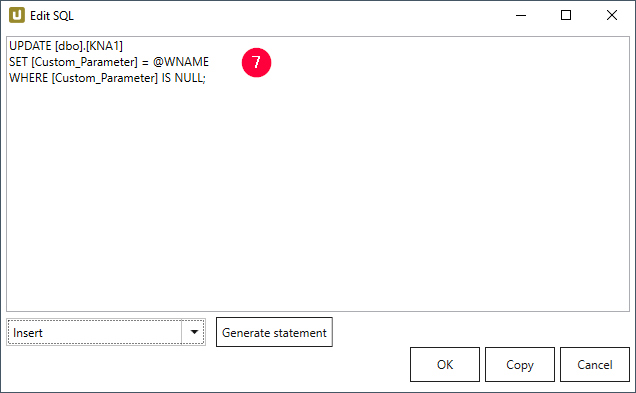 Edit SQL
UPDATE [dbo].[KNA1]
SET [Custom_Parameter] = @WNAME
WHERE [Custom_Parameter] IS NULL;
7
Insert
Generate statement
OK
Copy
Cancel